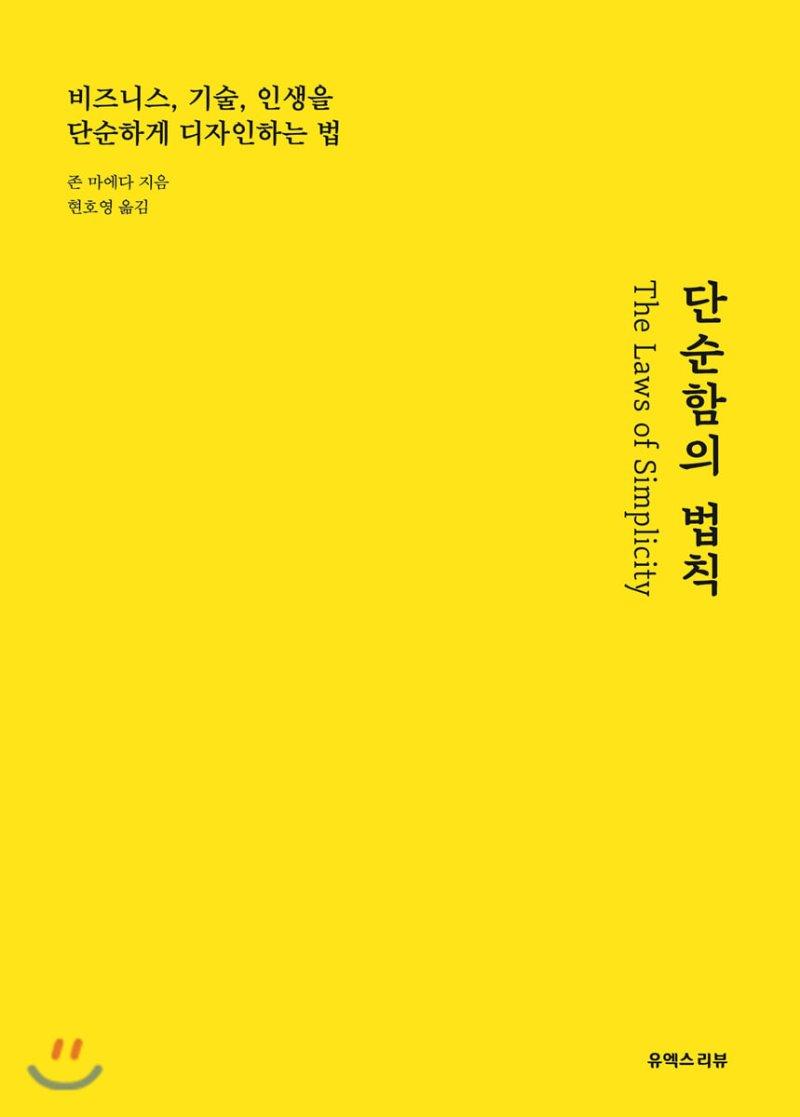 비즈니스, 기술, 인생을
단순하게 디자인하는 법
존 마에다 지음
현호영 옮김
단순함의 법칙
The Laws of Simplicity
유엑스리뷰